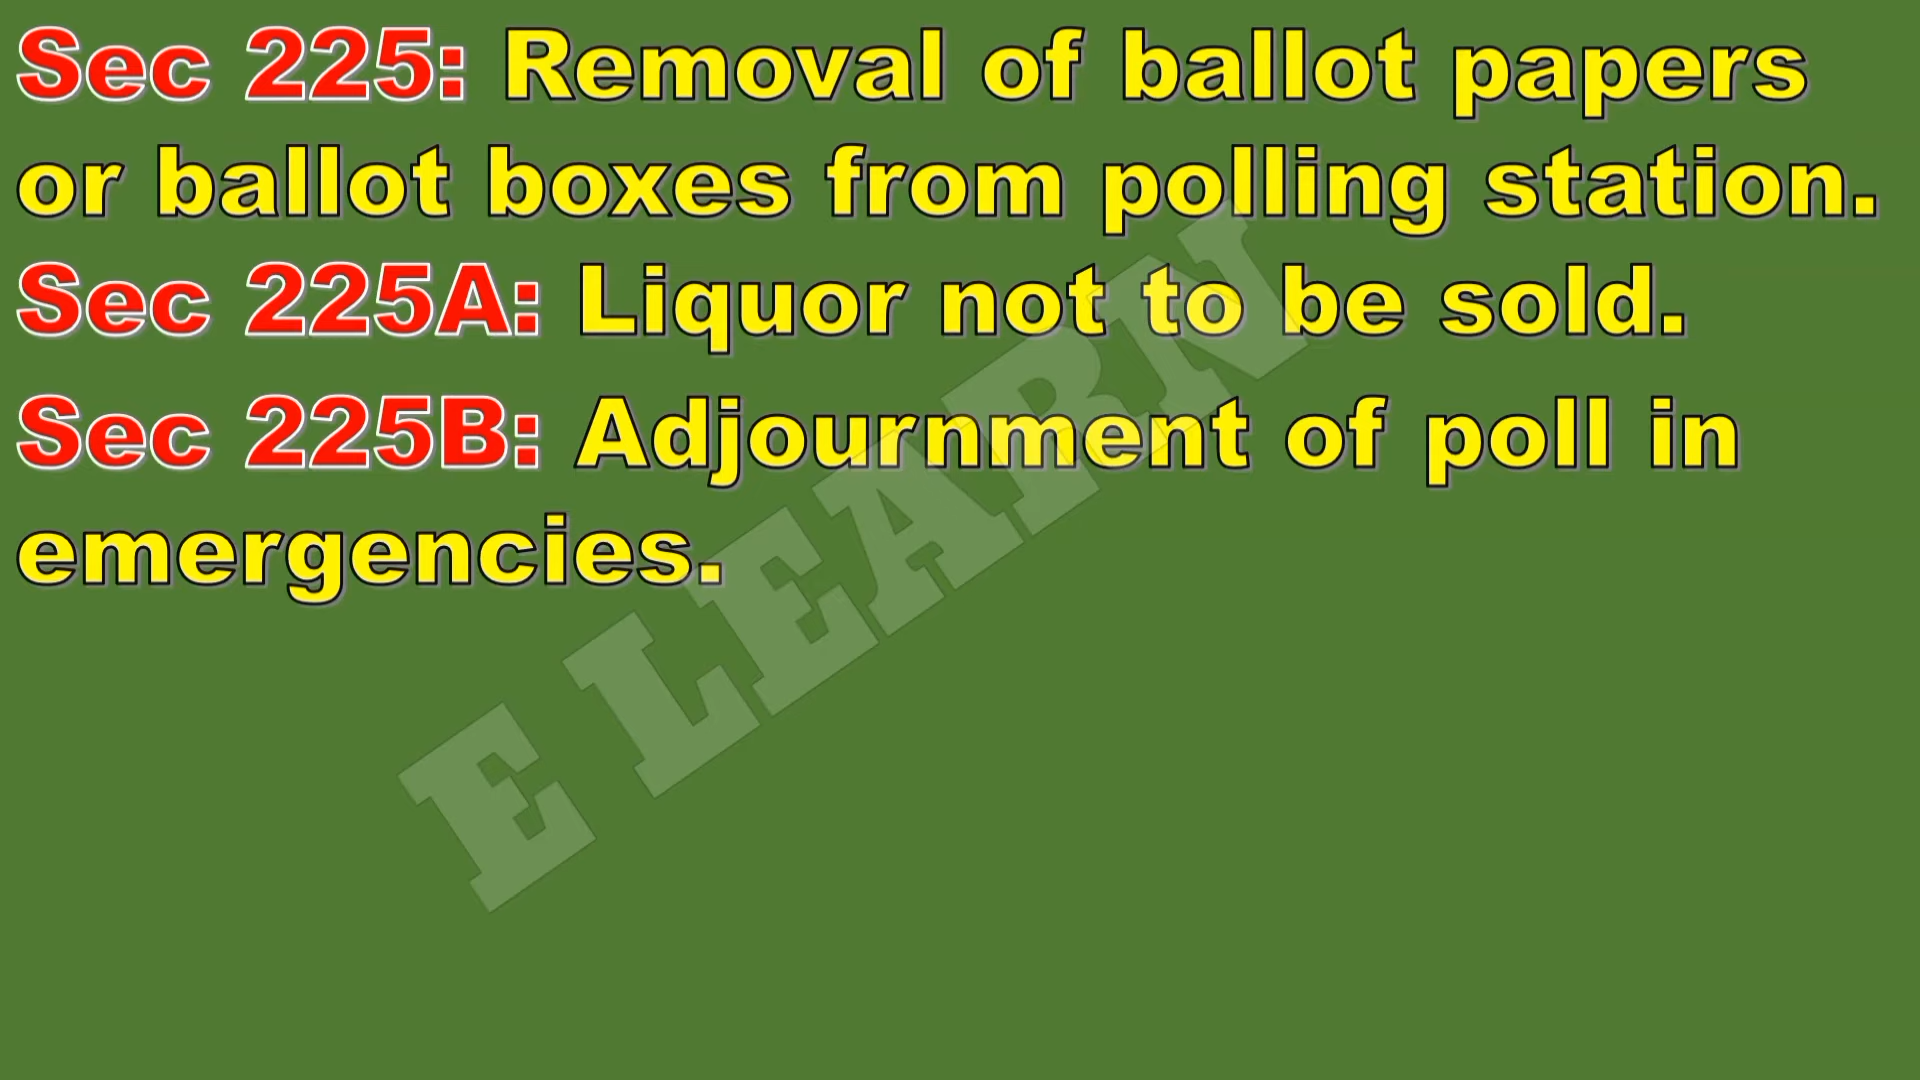 Sec 225: Removal of ballot papers
or ballot boxes from polling station.
Sec 225A: Liquor not to be sold.
Sec 225B: Adjournment of poll in
emergencies.
E LEARN